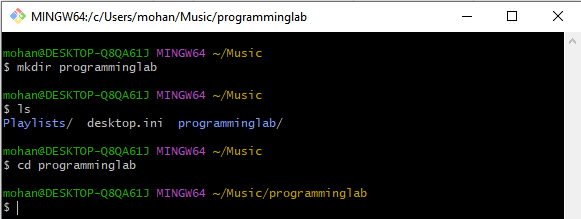 MINGW64:/c/Users/mohan/Music/programminglab
mohan@DESKTOP-Q8QA61J MINGW64 ~/Music
$ mkdir programminglab
mohan@DESKTOP-Q8QA61J MINGW64 ~/Music
$ ls
Playlists/  desktop.ini  programminglab/
mohan@DESKTOP-Q8QA61J MINGW64 ~/Music
$ cd programminglab
mohan@DESKTOP-Q8QA61J MINGW64 ~/Music/programminglab
$